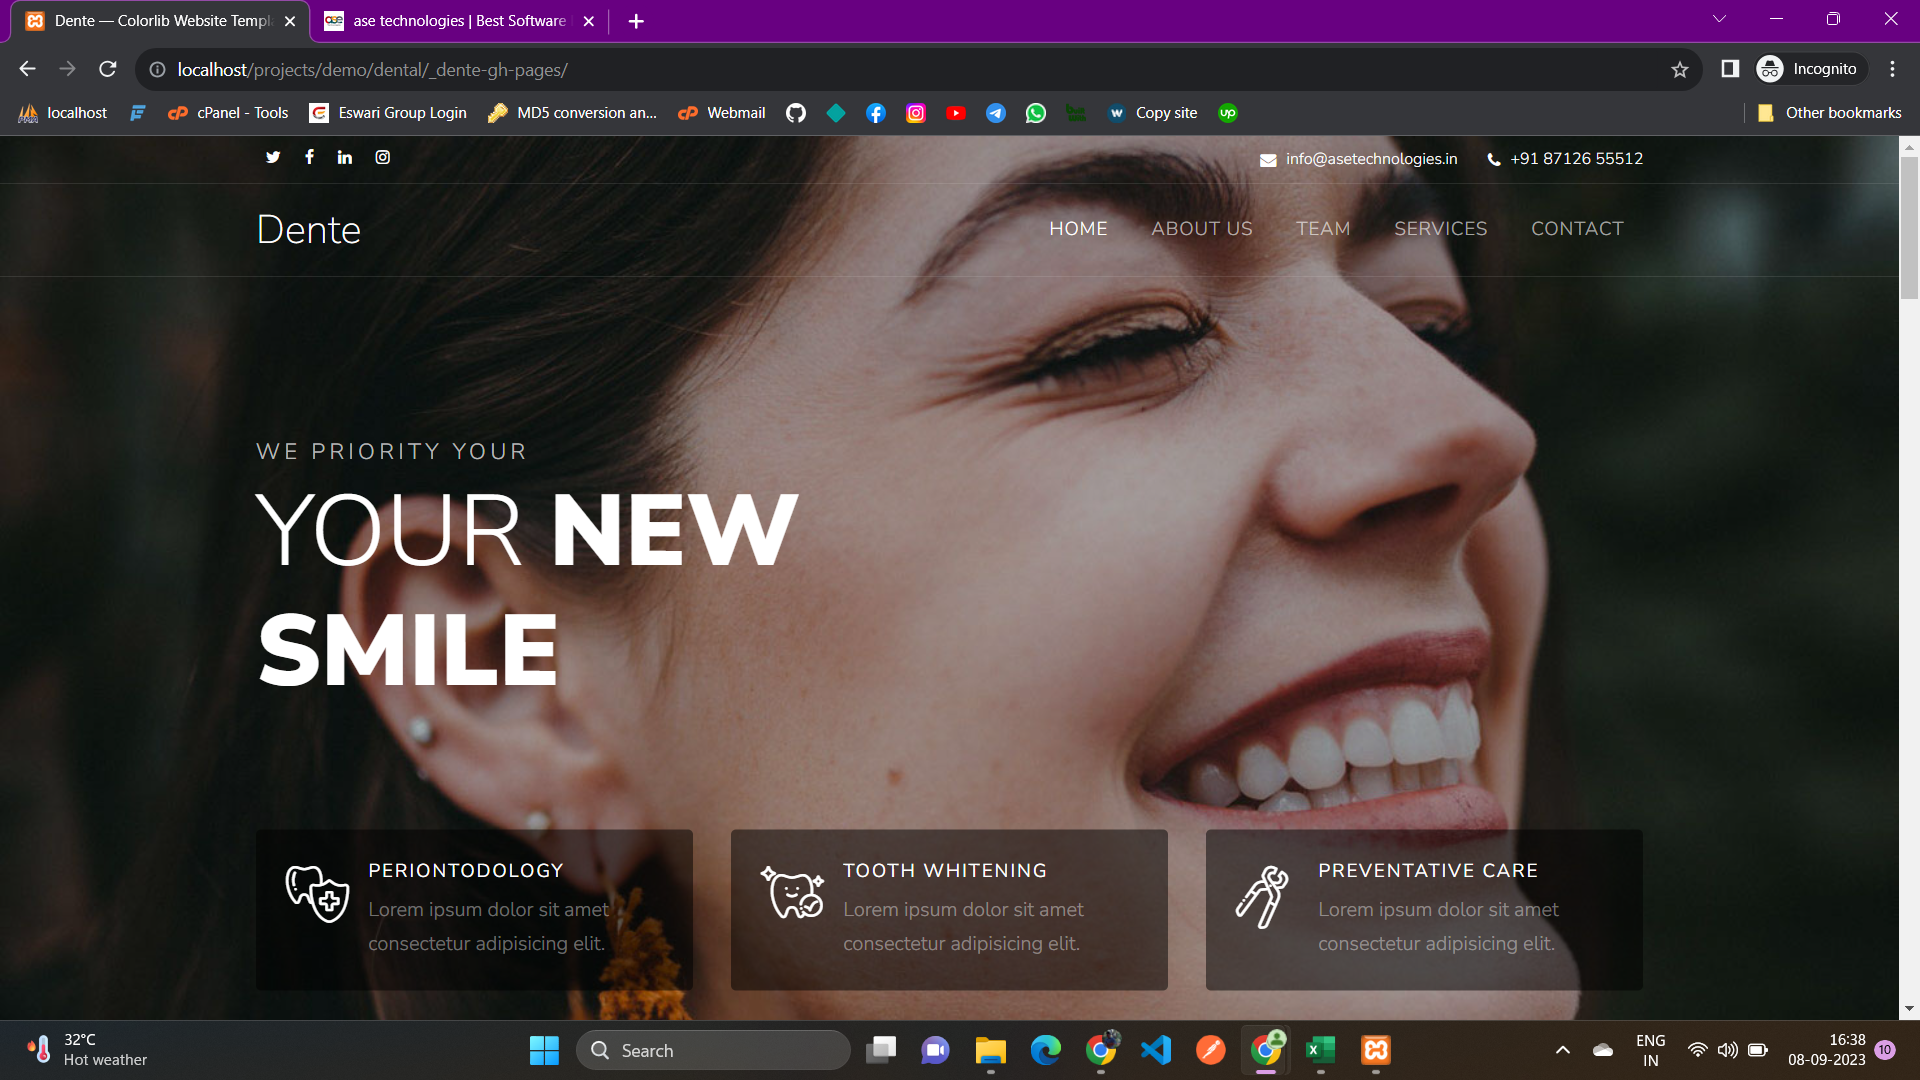 Dente — Colorlib Website Templ
ase technologies | Best Software
localhost/projects/demo/dental/_dente-gh-pages/
Incognito
localhost
cPanel - Tools
Eswari Group Login
MD5 conversion an...
Webmail
Copy site
up
Other bookmarks
info@asetechnologies.in
+91 87126 55512
Dente
HOME
ABOUT US
TEAM
SERVICES
CONTACT
WE PRIORITY YOUR
YOUR NEW
SMILE
PERIONTODOLOGY
Lorem ipsum dolor sit amet
consectetur adipisicing elit.
TOOTH WHITENING
Lorem ipsum dolor sit amet
consectetur adipisicing elit.
PREVENTATIVE CARE
Lorem ipsum dolor sit amet
consectetur adipisicing elit.
32°C
Hot weather
Search
ENG
IN
16:38
08-09-2023
10